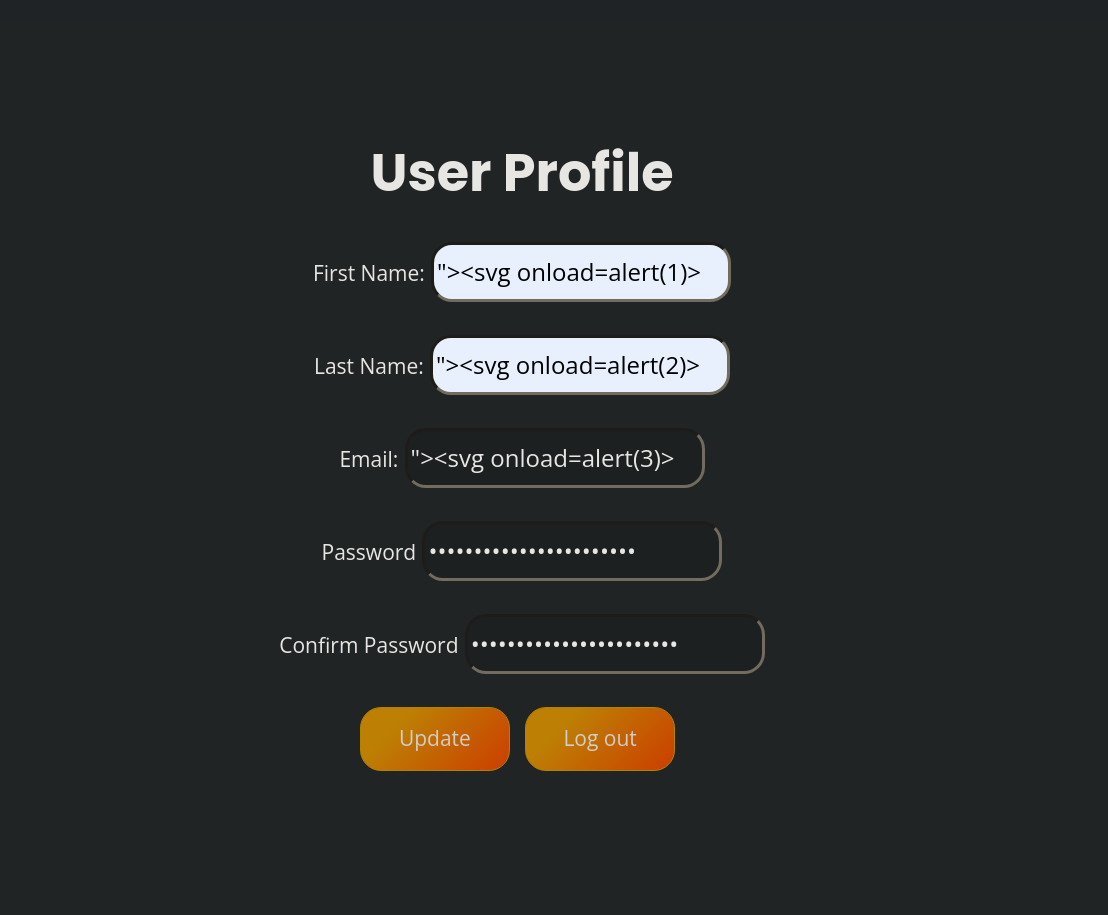 User Profile
First Name: "><svg onload=alert(1)>
Last Name: "><svg onload=alert(2)>
Email: "><svg onload=alert(3)>
Password •••••••••••••••••••••••
Confirm Password •••••••••••••••••••••••
Update Log out